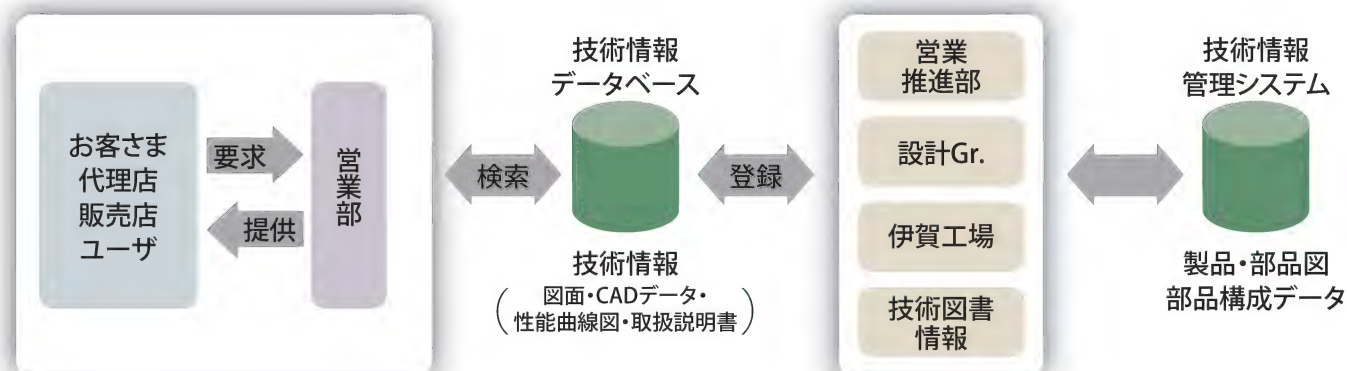 お客さま
代理店
販売店
ユーザ
要求
提供
営業部
検索
技術情報
データベース
技術情報
(図面・CADデータ・
性能曲線図・取扱説明書)
登録
営業
推進部
設計Gr.
伊賀工場
技術図書
情報
技術情報
管理システム
製品・部品図
部品構成データ